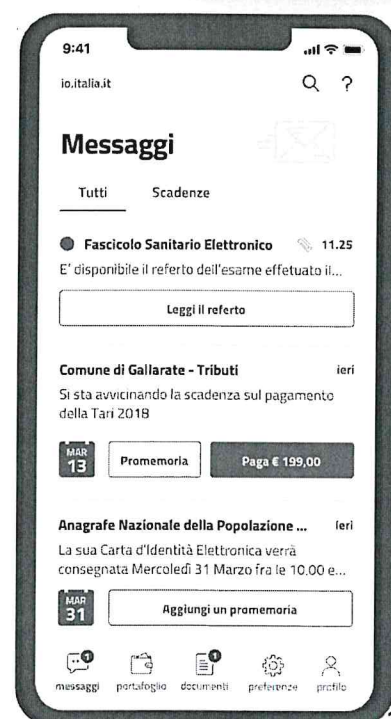 9:41
io.italia.it
?
Messaggi
Tutti Scadenze
Fascicolo Sanitario Elettronico 11.25
E' disponibile il referto dell'esame effetuato il...
Leggi il referto
Comune di Gallarate - Tributi ieri
Si sta avvicinando la scadenza sul pagamento
della Tari 2018
MAR
13
Promemoria Paga € 199,00
Anagrafe Nazionale della Popolazione ... Ieri
La sua Carta d'Identità Elettronica verrà
consegnata Mercoledì 31 Marzo fra le 10.00 e...
MAR
31
Aggiungi un promemoria
1 1
messaggi portafoglio documenti preferenze profilo